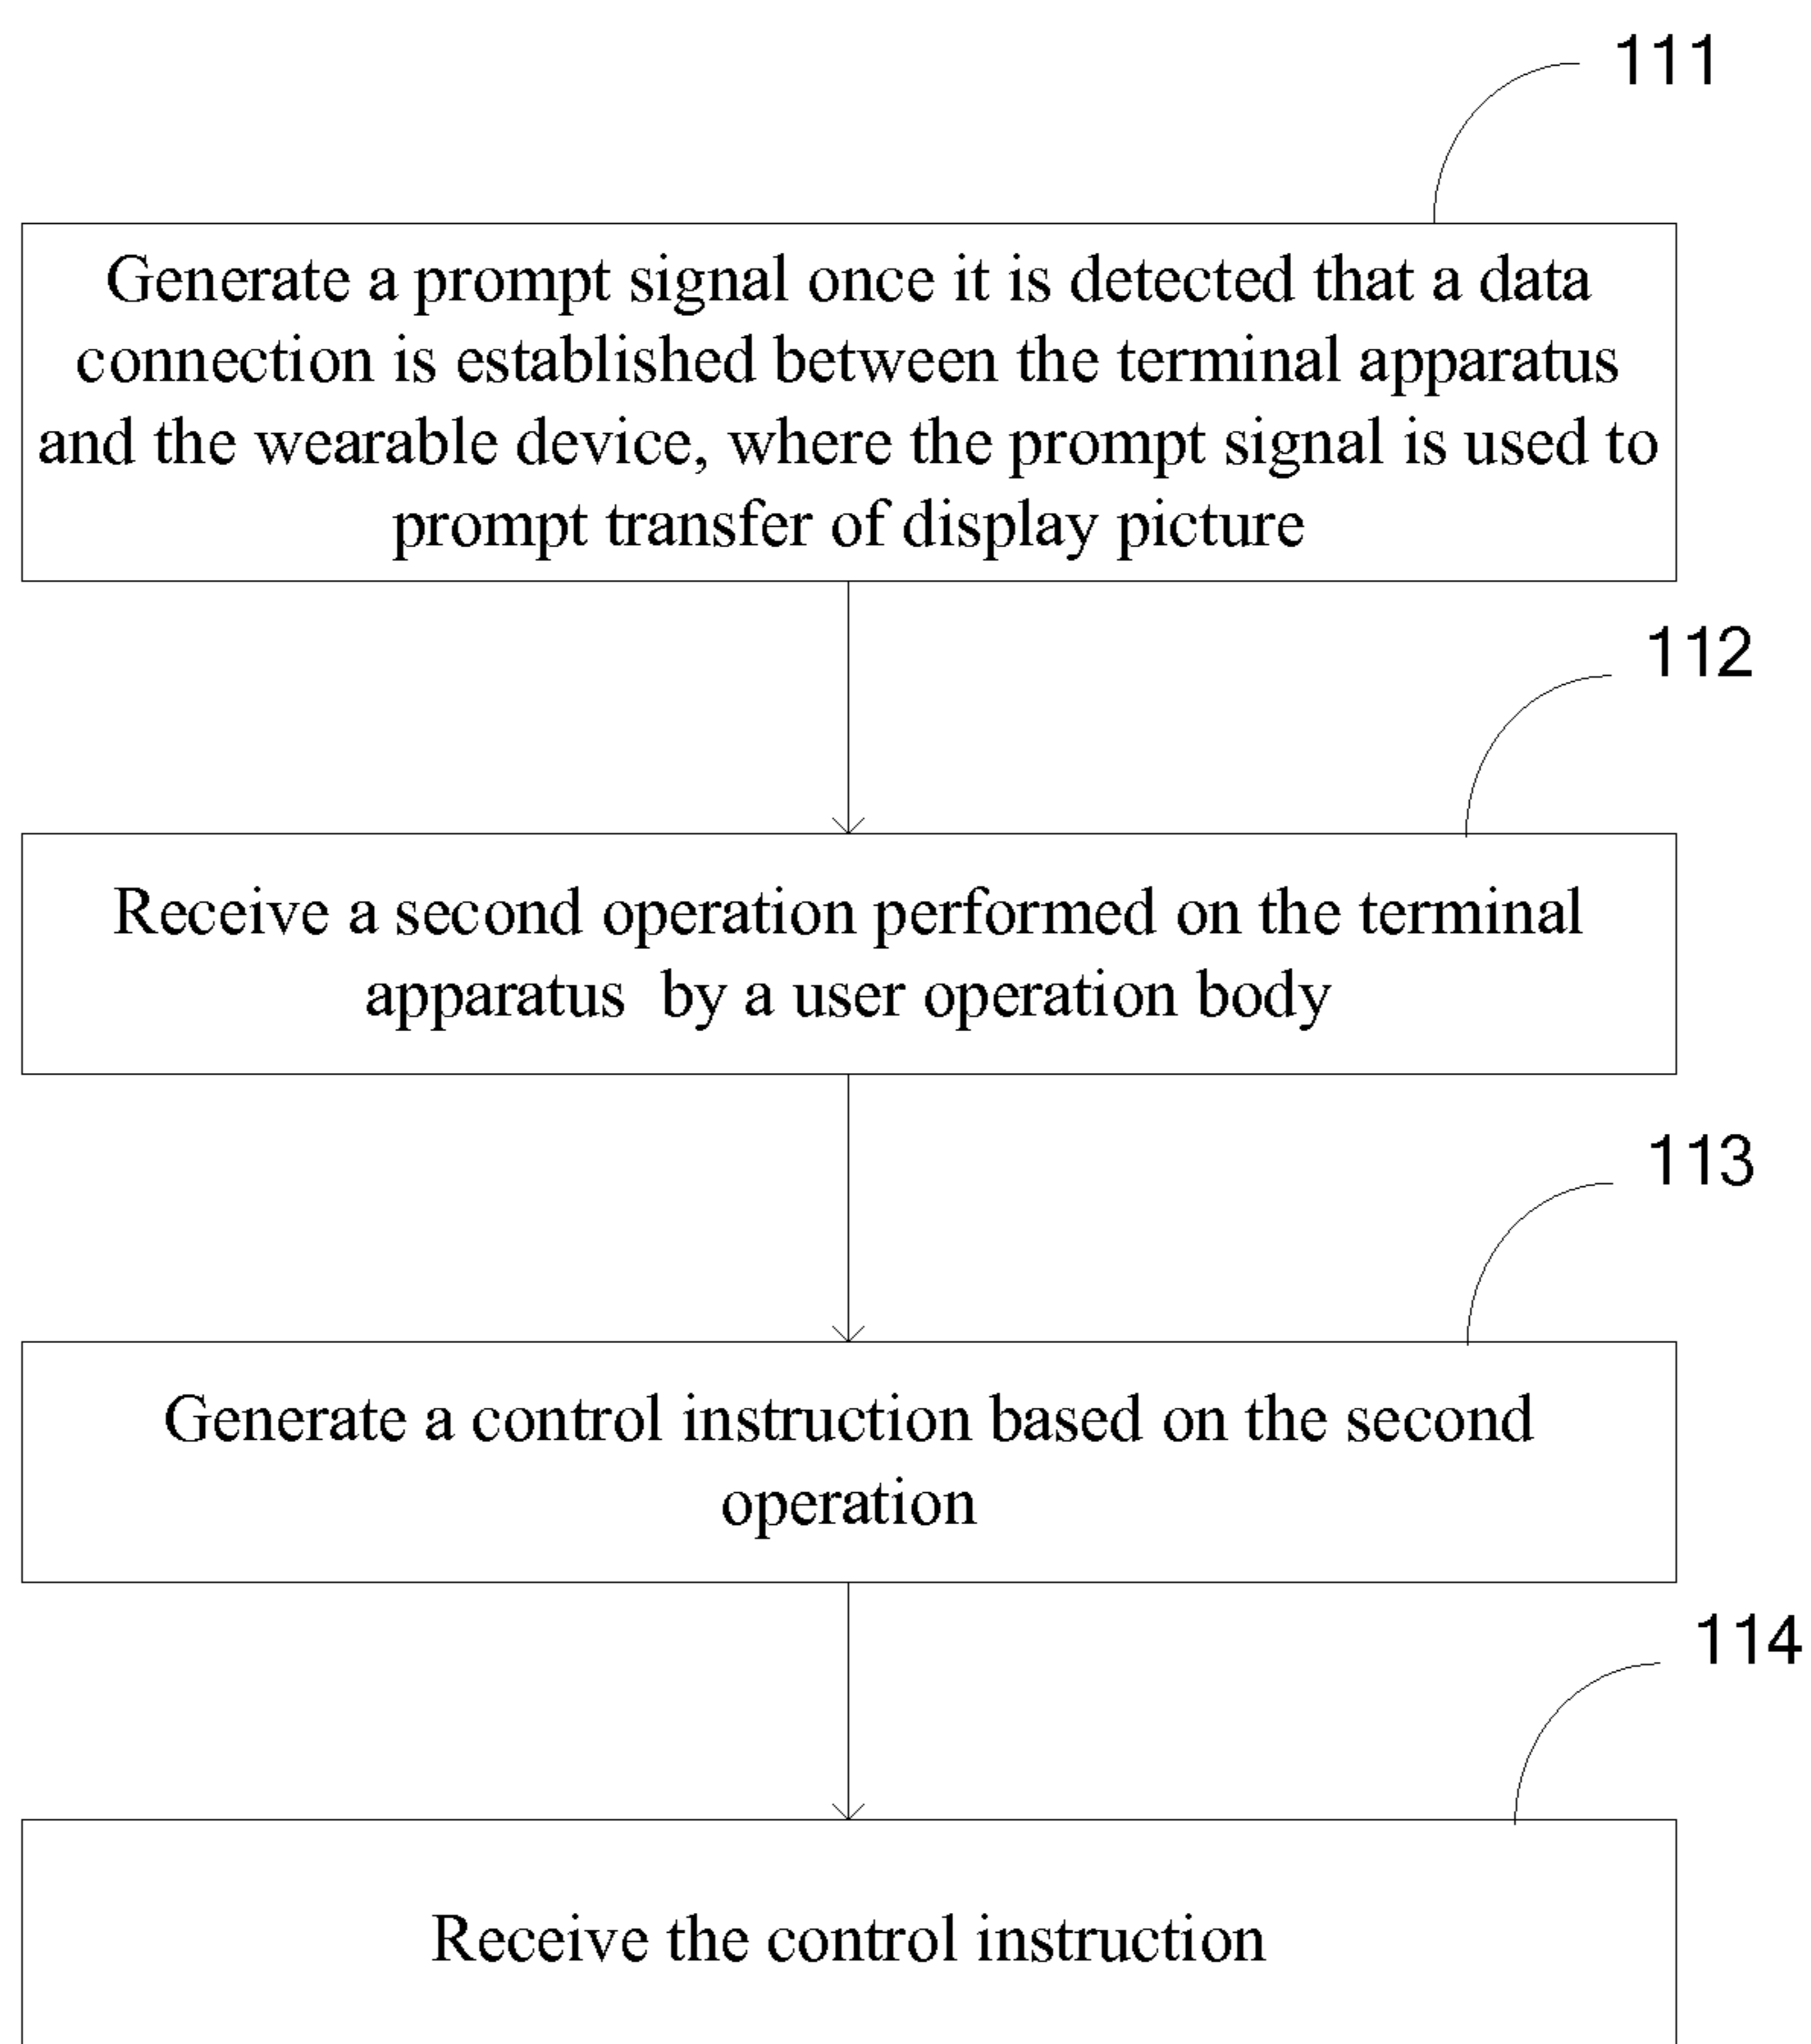 111
Generate a prompt signal once it is detected that a data
connection is established between the terminal apparatus
and the wearable device, where the prompt signal is used to
prompt transfer of display picture
112
Receive a second operation performed on the terminal
apparatus by a user operation body
113
Generate a control instruction based on the second
operation
114
Receive the control instruction